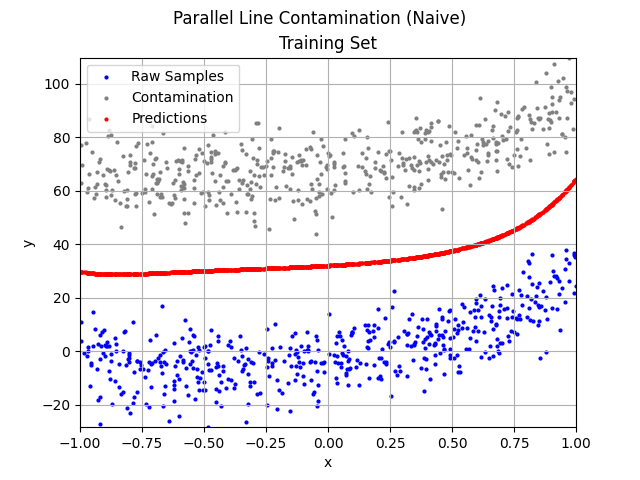 Parallel Line Contamination (Naive)
Training Set
Raw Samples
Contamination
Predictions
y
100
80
60
40
20
0
−20
−1.00 −0.75 −0.50 −0.25 0.00 0.25 0.50 0.75 1.00
x